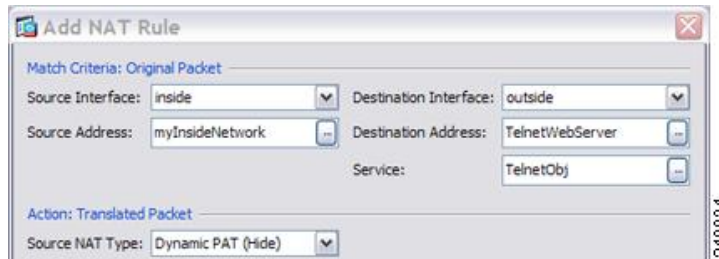 Add NAT Rule
Match Criteria: Original Packet
Source Interface: inside Destination Interface: outside
Source Address: myInsideNetwork ... Destination Address: TelnetWebServer ...
Service: TelnetObj ...
Action: Translated Packet
Source NAT Type: Dynamic PAT (Hide)